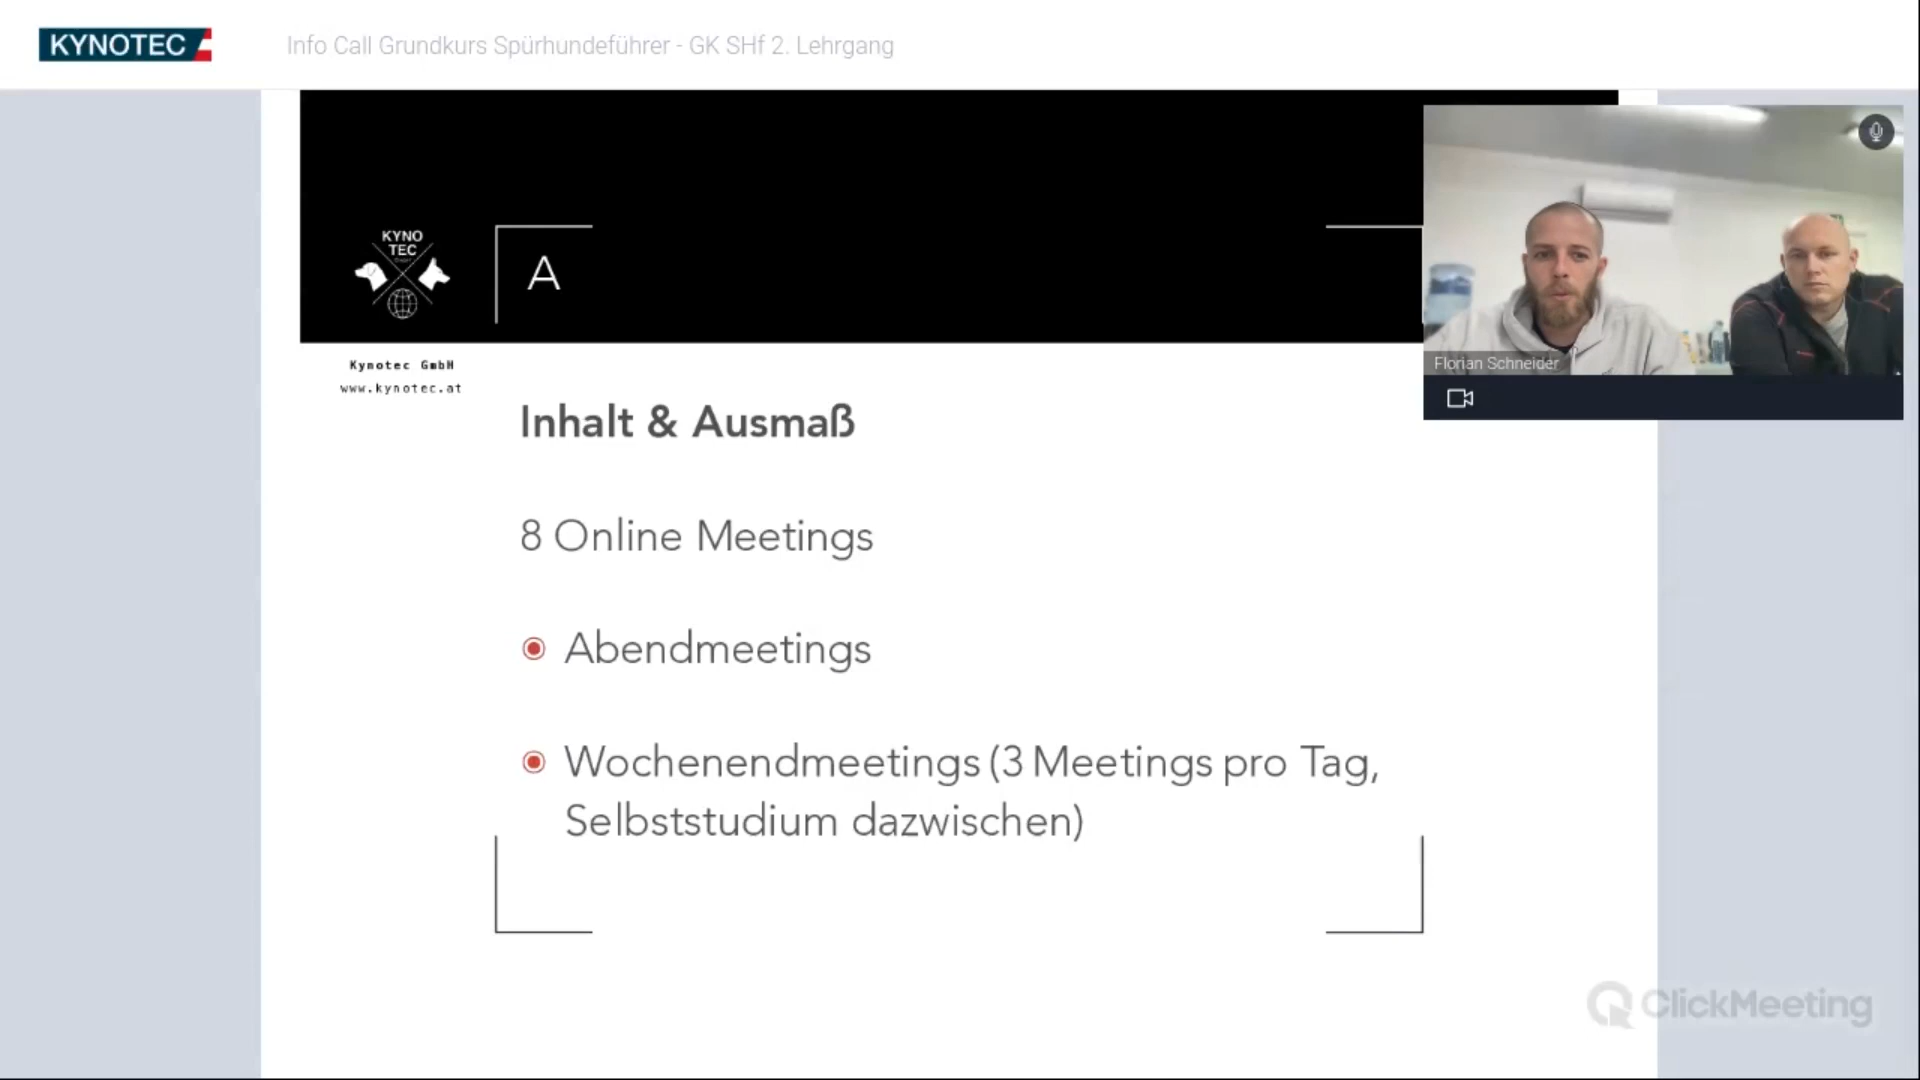 KYNOTEC
Info Call Grundkurs Spürhundeführer - GK SHf 2. Lehrgang
KYNO
TEC
A
Florian Schneider
Kynotec GmbH
www.kynotec.at
Inhalt & Ausmaß
8 Online Meetings
Abendmeetings
Wochenendmeetings (3 Meetings pro Tag,
Selbststudium dazwischen)
ClickMeeting